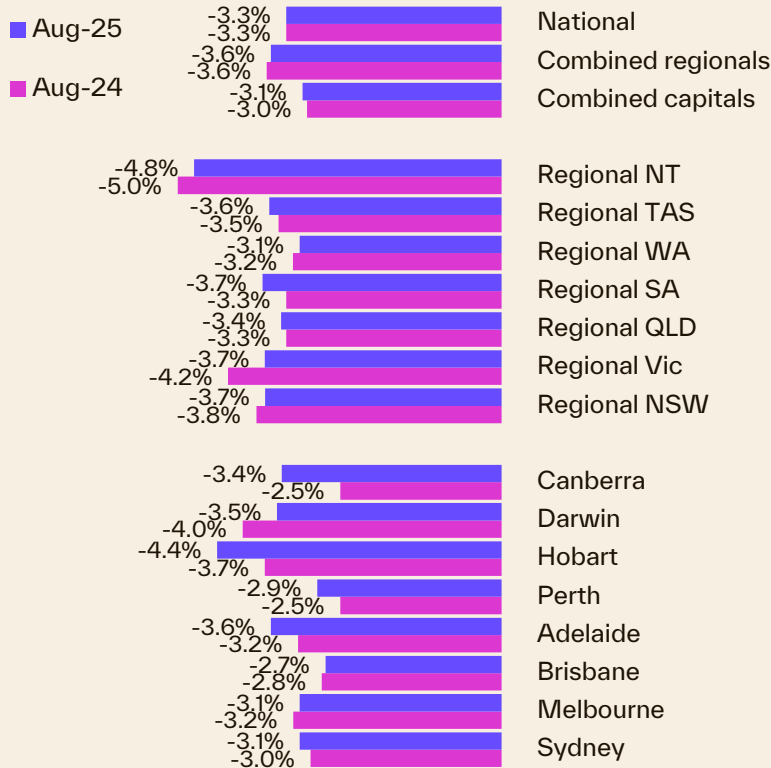 Aug-25
Aug-24
-3.3%
-3.3%
National
-3.6%
-3.6%
Combined regionals
-3.1%
-3.0%
Combined capitals
-4.8%
-5.0%
Regional NT
-3.6%
-3.5%
Regional TAS
-3.1%
-3.2%
Regional WA
-3.7%
-3.3%
Regional SA
-3.4%
-3.3%
Regional QLD
-3.7%
-4.2%
Regional Vic
-3.7%
-3.8%
Regional NSW
-3.4%
-2.5%
Canberra
-3.5%
-4.0%
Darwin
-4.4%
-3.7%
Hobart
-2.9%
-2.5%
Perth
-3.6%
-3.2%
Adelaide
-2.7%
-2.8%
Brisbane
-3.1%
-3.2%
Melbourne
-3.1%
-3.0%
Sydney